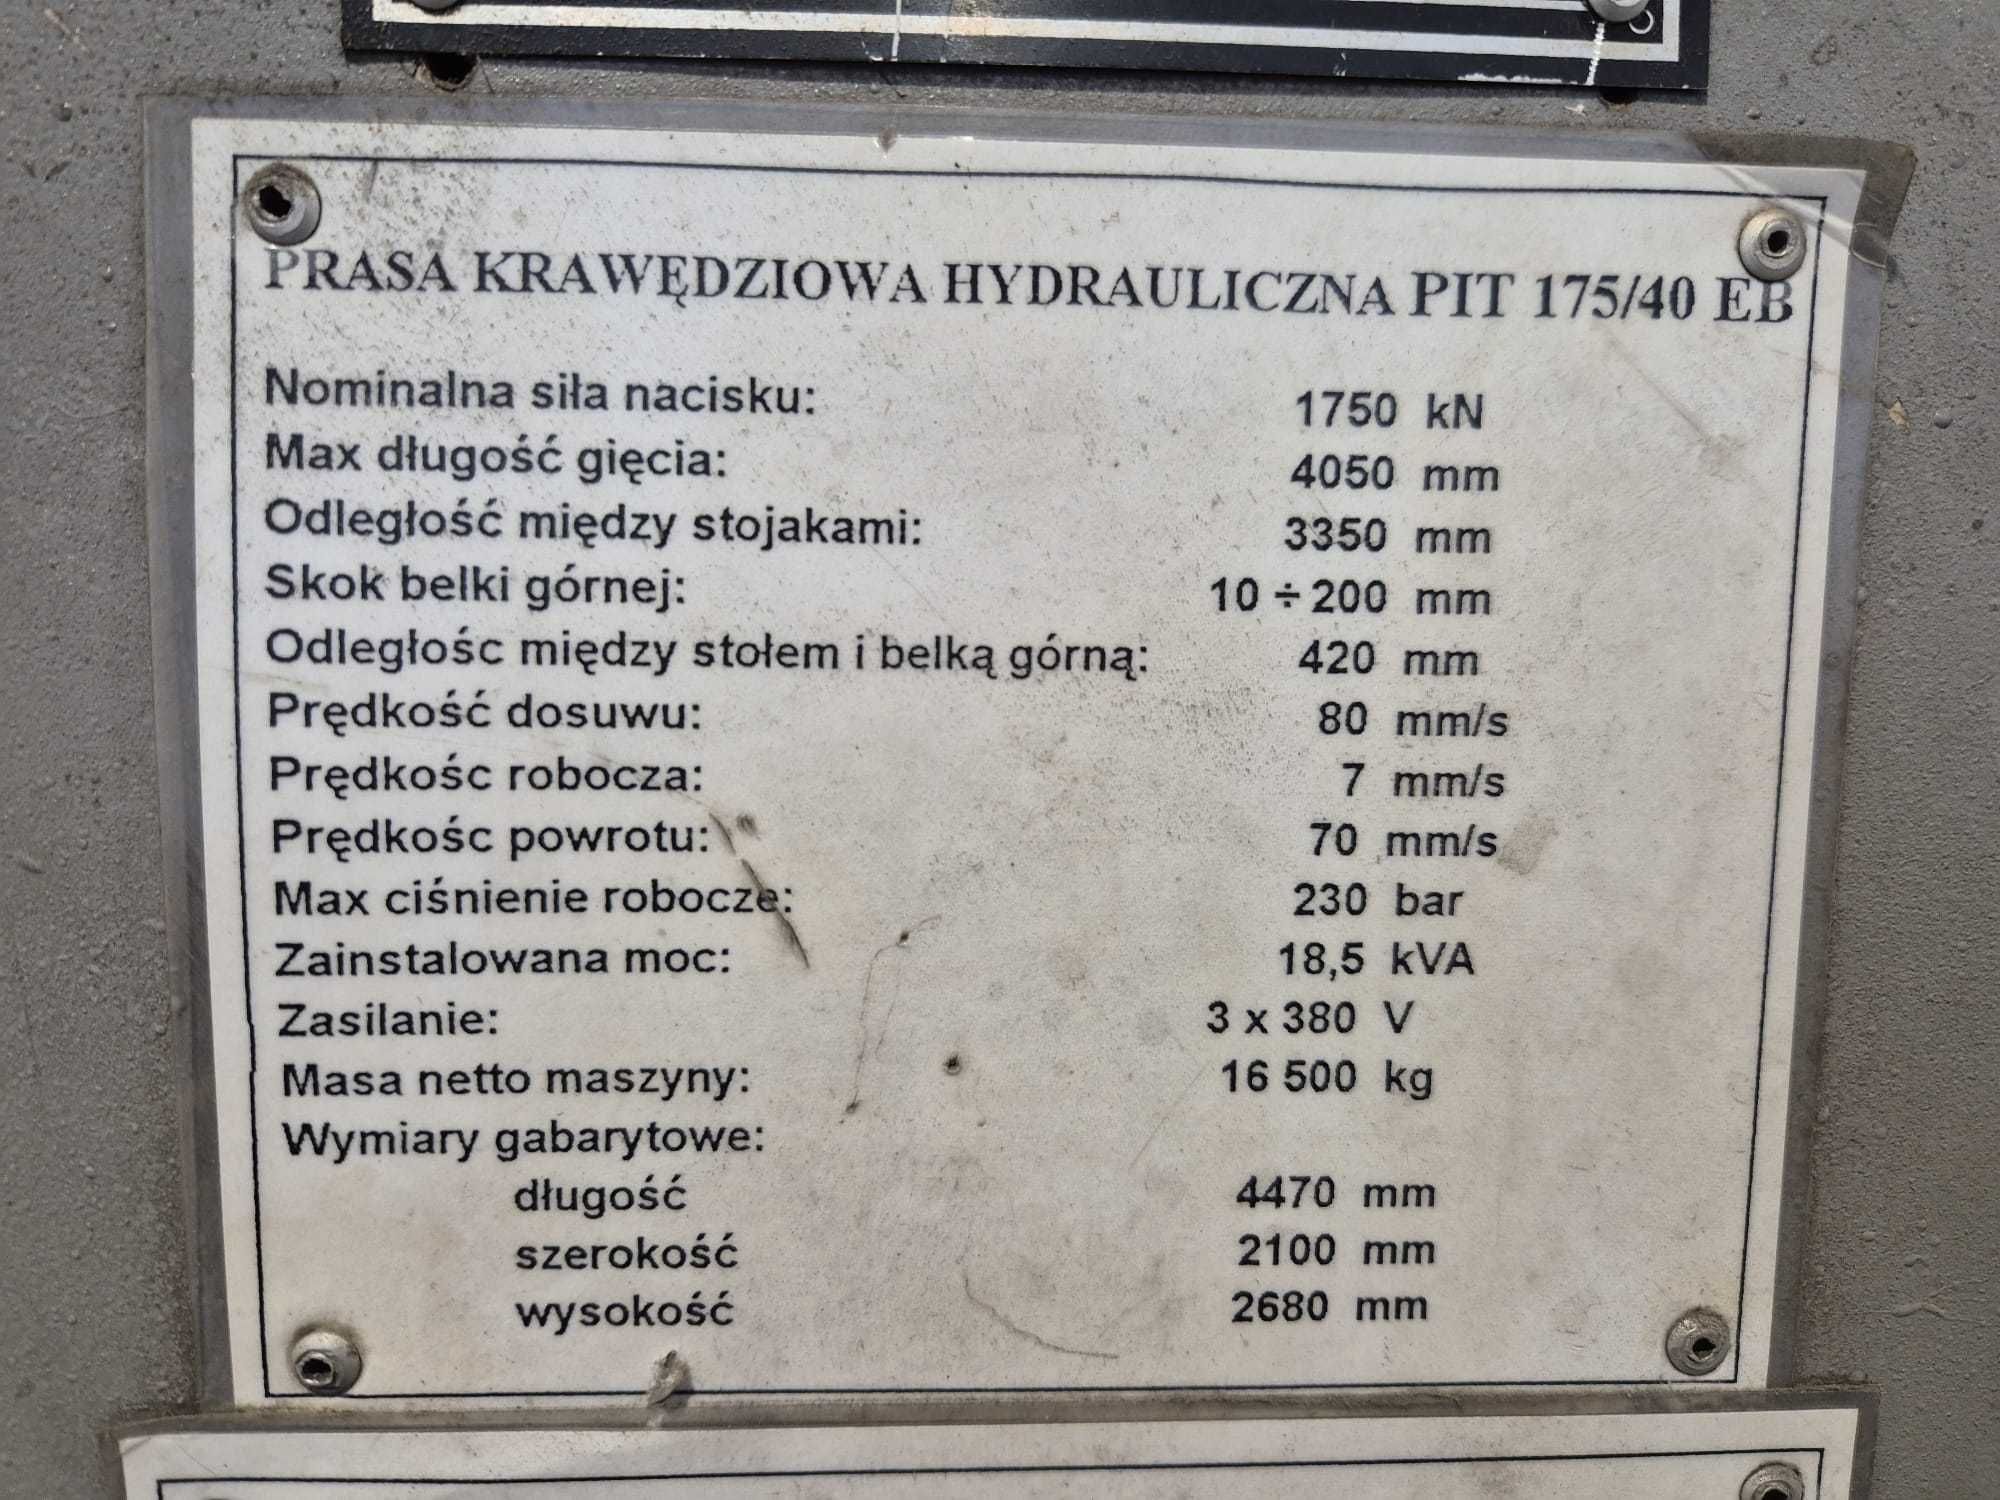 PRASA KRAWĘDZIOWA HYDRAULICZNA PIT 175/40 EB
Nominalna siła nacisku: 1750 kN
Max długość gięcia: 4050 mm
Odległość między stojakami: 3350 mm
Skok belki górnej: 10 ÷ 200 mm
Odległośc między stołem i belką górną: 420 mm
Prędkość dosuwu: 80 mm/s
Prędkośc robocza: 7 mm/s
Prędkośc powrotu: 70 mm/s
Max ciśnienie robocze: 230 bar
Zainstalowana moc: 18,5 kVA
Zasilanie: 3 x 380 V
Masa netto maszyny: 16 500 kg
Wymiary gabarytowe:
długość 4470 mm
szerokość 2100 mm
wysokość 2680 mm